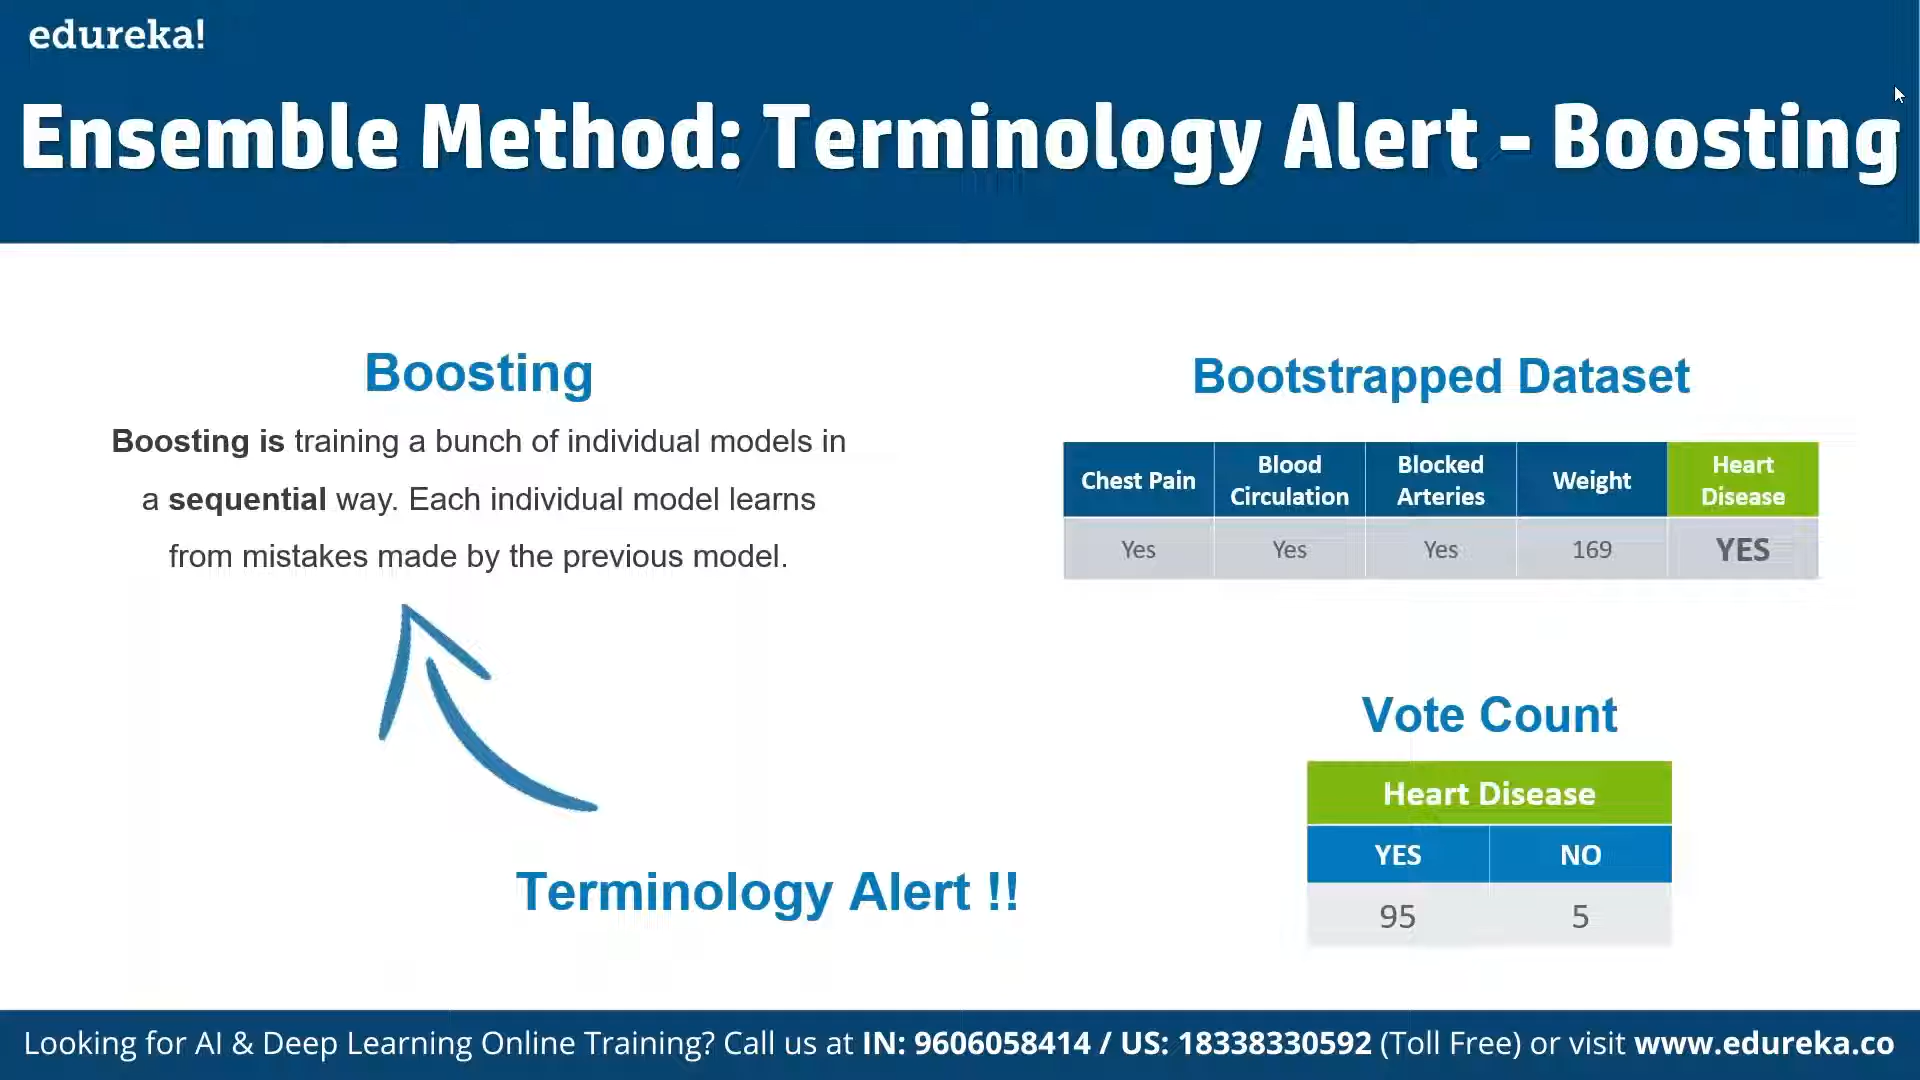 edureka!
Ensemble Method: Terminology Alert - Boosting
Boosting
Boosting is training a bunch of individual models in
a sequential way. Each individual model learns
from mistakes made by the previous model.
Terminology Alert !!
Bootstrapped Dataset
Chest Pain Blood Circulation Blocked Arteries Weight Heart Disease
Yes Yes Yes 169 YES
Vote Count
Heart Disease
YES NO
95 5
Looking for AI & Deep Learning Online Training? Call us at IN: 9606058414 / US: 18338330592 (Toll Free) or visit www.edureka.co